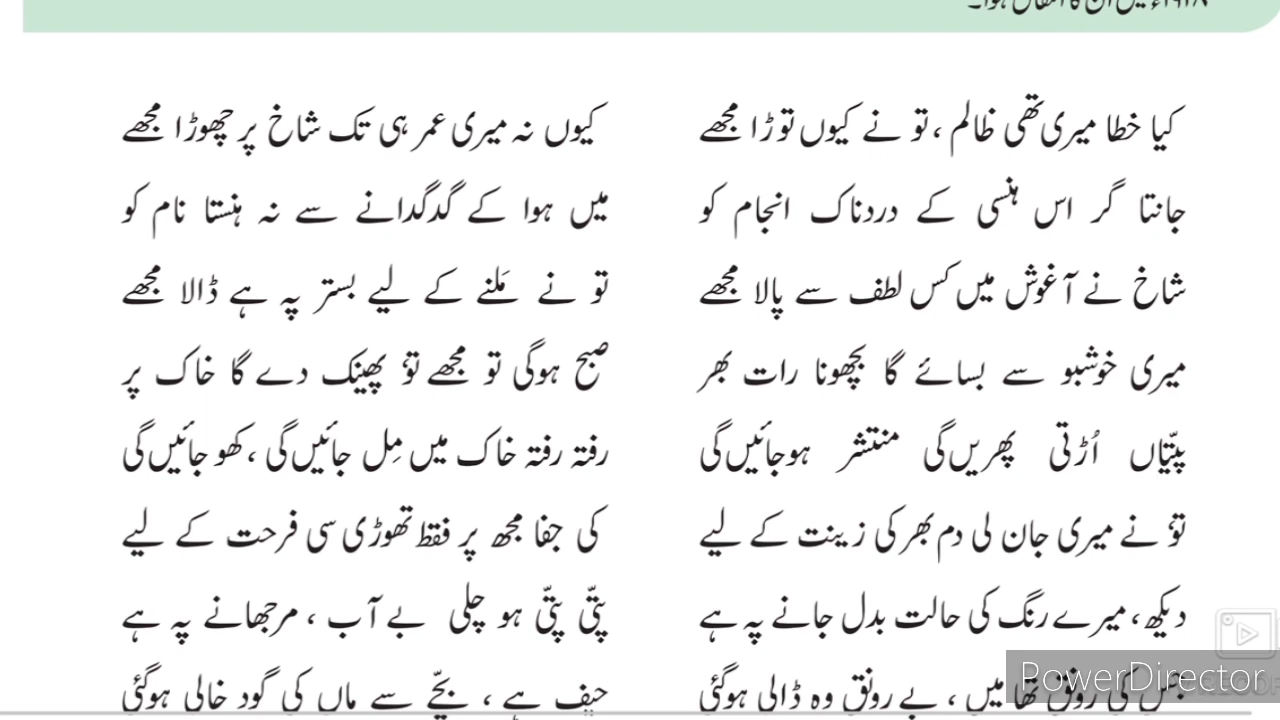 میں ان کا انتقال ہوا۔
کیا خطا میری تھی ظالم، تو نے کیوں توڑا مجھے کیوں نہ میری عمر ہی تک شاخ پر چھوڑا مجھے
جانتا گر اس ہنسی کے دردناک انجام کو میں ہوا کے گدگدانے سے نہ ہنستا نام کو
شاخ نے آغوش میں کس لطف سے پالا مجھے تو نے مَلنے کے لیے بستر پہ ہے ڈالا مجھے
میری خوشبو سے بسائے گا بچھونا رات بھر صبح ہوگی تو مجھے توٗ پھینک دے گا خاک پر
پتّیاں اُڑتی پھریں گی منتشر ہوجائیں گی رفتہ رفتہ خاک میں مِل جائیں گی، کھو جائیں گی
توٗ نے میری جان لی دم بھر کی زینت کے لیے کی جفا مجھ پر فقط تھوڑی سی فرحت کے لیے
دیکھ، میرے رنگ کی حالت بدل جانے پہ ہے پتّی پتّی ہو چلی بے آب، مرجھانے پہ ہے
جس کی رونق تھا میں، بے رونق وہ ڈالی ہوگئی حیف ہے، بچّے سے ماں کی گود خالی ہوگئی
PowerDirector